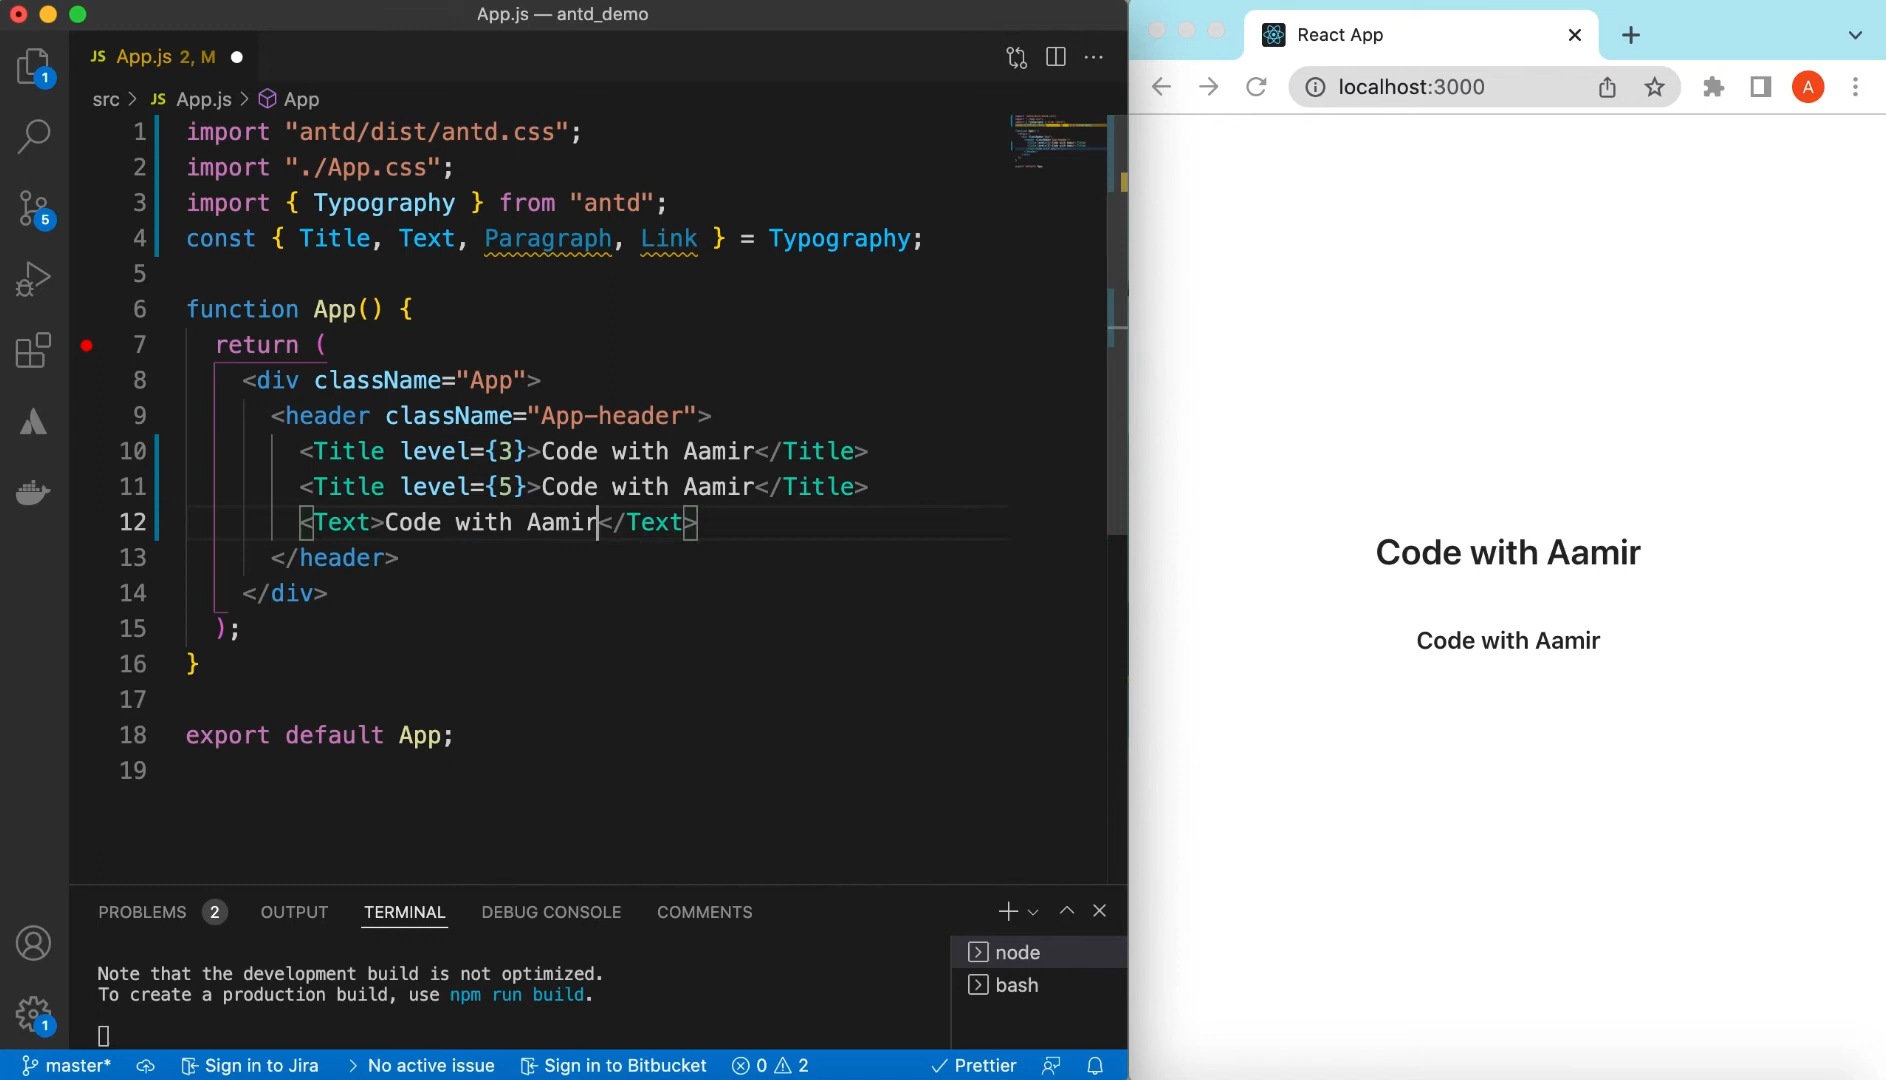 App.js — antd_demo
JS App.js 2, M
src > JS App.js > App
1 import "antd/dist/antd.css";
2 import "./App.css";
3 import { Typography } from "antd";
4 const { Title, Text, Paragraph, Link } = Typography;
5
6 function App() {
7 return (
8 <div className="App">
9 <header className="App-header">
10 <Title level={3}>Code with Aamir</Title>
11 <Title level={5}>Code with Aamir</Title>
12 <Text>Code with Aamir</Text>
13 </header>
14 </div>
15 );
16 }
17
18 export default App;
19
1
5
1
PROBLEMS 2 OUTPUT TERMINAL DEBUG CONSOLE COMMENTS
Note that the development build is not optimized.
To create a production build, use npm run build.
node
bash
master* Sign in to Jira > No active issue Sign in to Bitbucket 0 2 Prettier
React App
localhost:3000
A
Code with Aamir
Code with Aamir